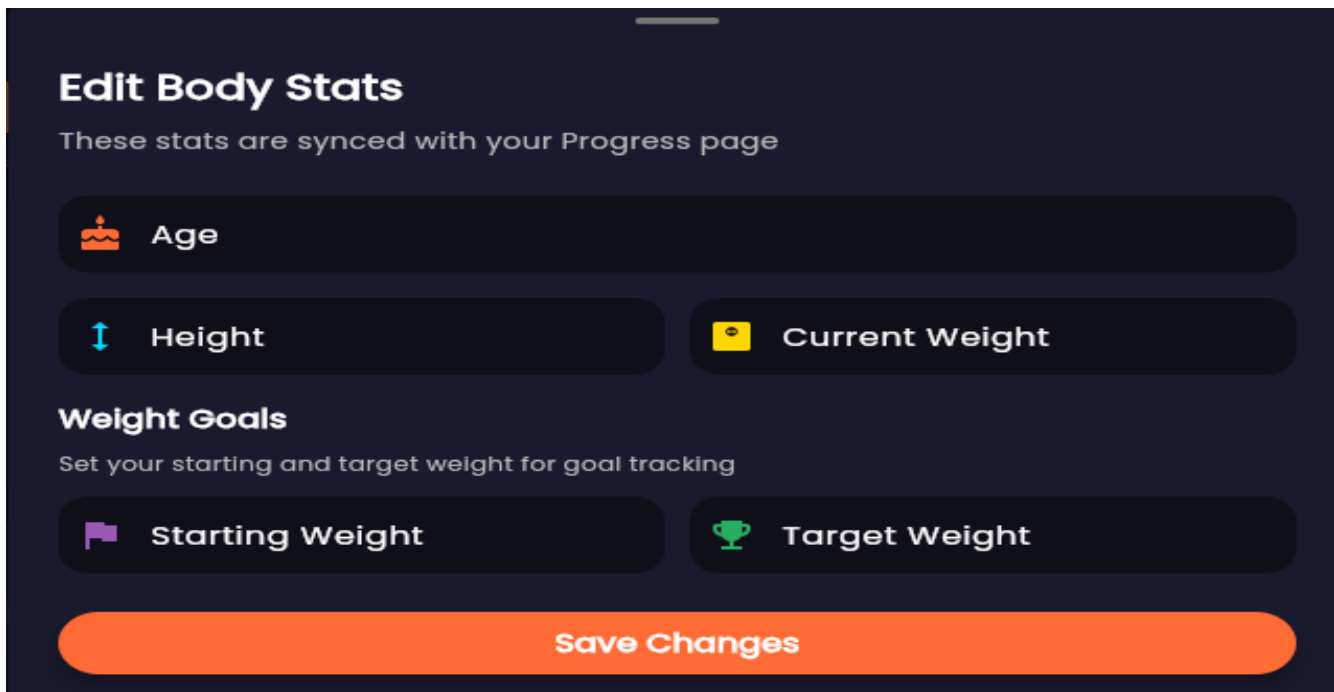 Edit Body Stats
These stats are synced with your Progress page
Age
Height
Current Weight
Weight Goals
Set your starting and target weight for goal tracking
Starting Weight
Target Weight
Save Changes